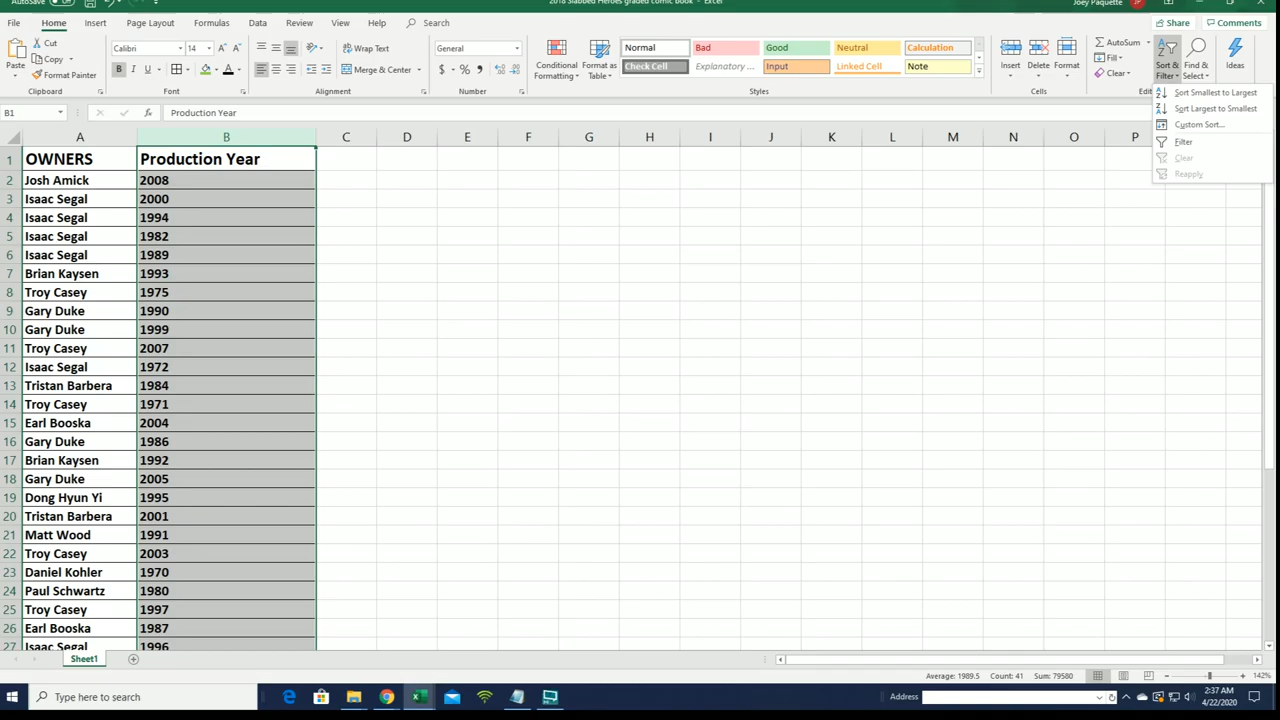 AutoSave Off 2018 Slabbed Heroes graded comic book - Excel Joey Paquette JP
File Home Insert Page Layout Formulas Data Review View Help Search Share Comments
Paste Cut Copy Format Painter Clipboard
Calibri 14 B I U A Font
Wrap Text Merge & Center Alignment
General $ % Number
Conditional Formatting Format as Table
Normal Bad Good Neutral Calculation
Check Cell Explanatory ... Input Linked Cell Note
Styles
Insert Delete Format Cells
AutoSum Fill Clear Sort & Filter Find & Select Ideas
Sort Smallest to Largest
Sort Largest to Smallest
Custom Sort...
Filter
Clear
Reapply
B1 fx Production Year
A B C D E F G H I J K L M N O P
1 OWNERS Production Year
2 Josh Amick 2008
3 Isaac Segal 2000
4 Isaac Segal 1994
5 Isaac Segal 1982
6 Isaac Segal 1989
7 Brian Kaysen 1993
8 Troy Casey 1975
9 Gary Duke 1990
10 Gary Duke 1999
11 Troy Casey 2007
12 Isaac Segal 1972
13 Tristan Barbera 1984
14 Troy Casey 1971
15 Earl Booska 2004
16 Gary Duke 1986
17 Brian Kaysen 1992
18 Gary Duke 2005
19 Dong Hyun Yi 1995
20 Tristan Barbera 2001
21 Matt Wood 1991
22 Troy Casey 2003
23 Daniel Kohler 1970
24 Paul Schwartz 1980
25 Troy Casey 1997
26 Earl Booska 1987
27 Isaac Segal 1996
Sheet1
Average: 1989.5 Count: 41 Sum: 79580 142%
Type here to search Address 2:37 AM
4/22/2020